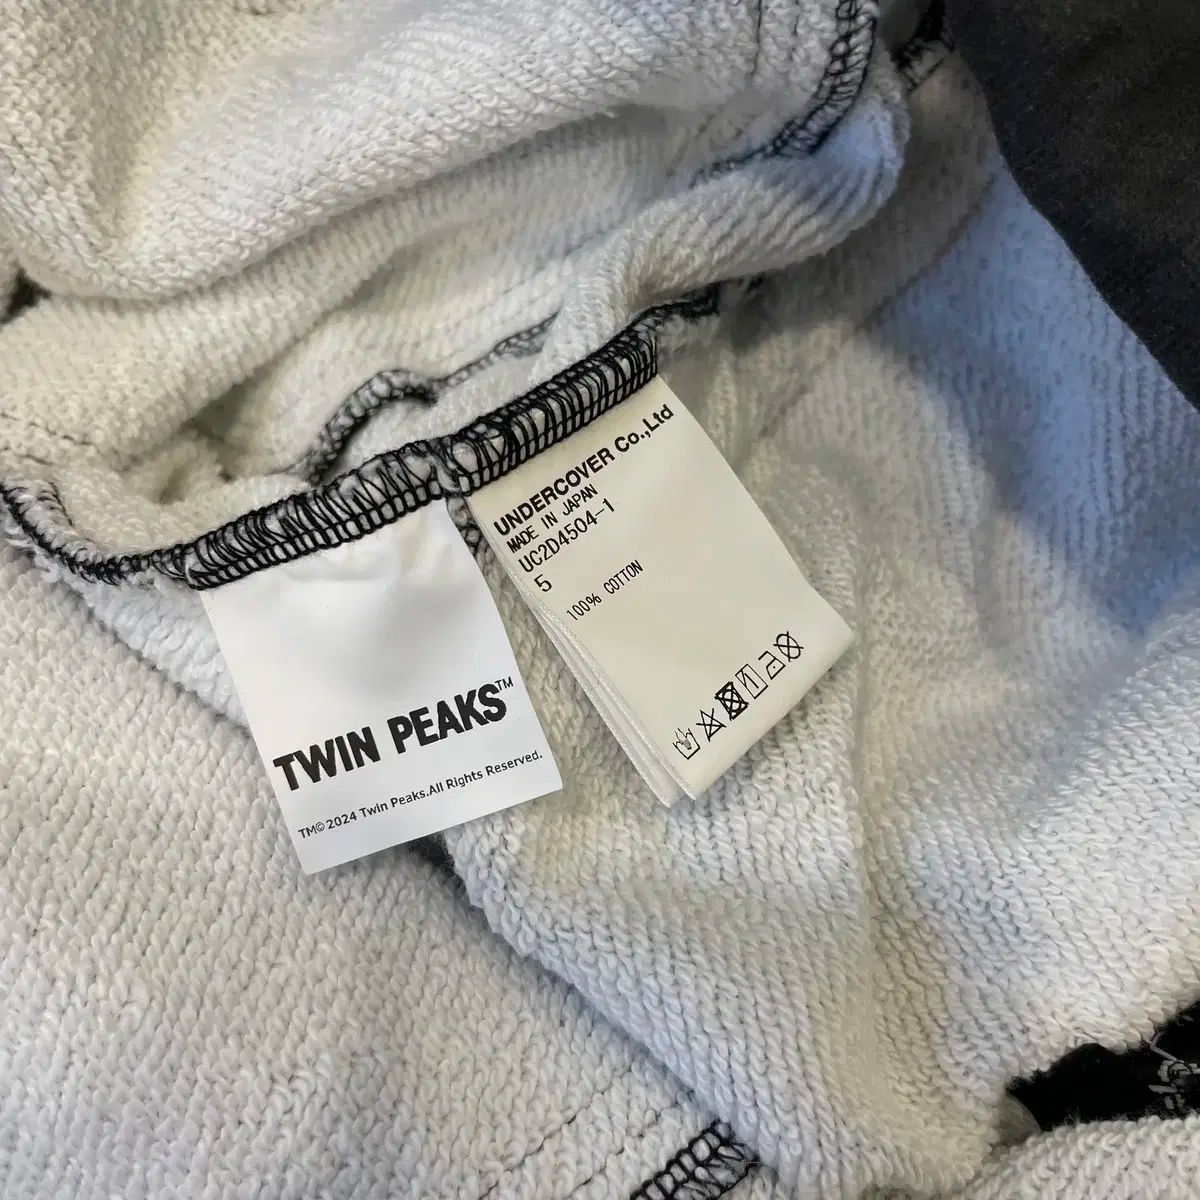 TWIN PEAKS™
TM©2024 Twin Peaks.All Rights Reserved.
UNDERCOVER Co.,Ltd
MADE IN JAPAN
UC2D4504-1
5
100% COTTON